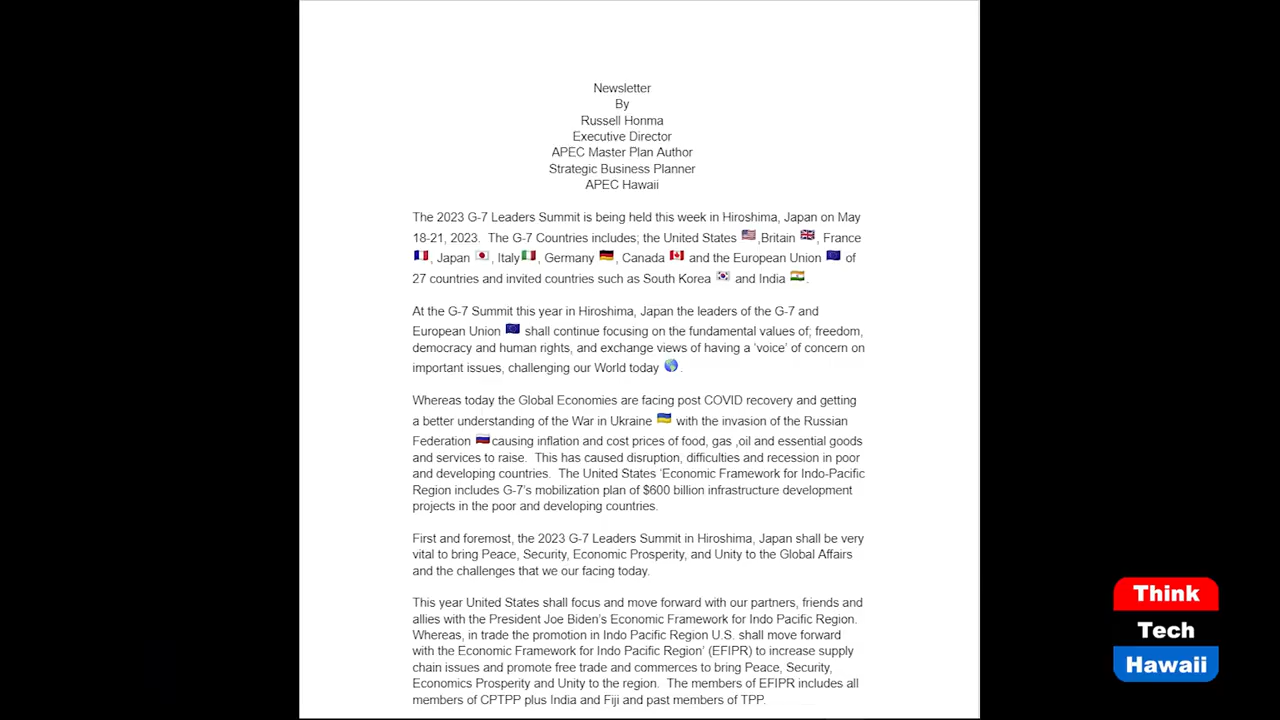 Newsletter
By
Russell Honma
Executive Director
APEC Master Plan Author
Strategic Business Planner
APEC Hawaii
The 2023 G-7 Leaders Summit is being held this week in Hiroshima, Japan on May
18-21, 2023.  The G-7 Countries includes; the United States 🇺🇸,Britain 🇬🇧, France
🇫🇷, Japan 🇯🇵, Italy🇮🇹, Germany 🇩🇪, Canada 🇨🇦 and the European Union 🇪🇺 of
27 countries and invited countries such as South Korea 🇰🇷 and India 🇮🇳.
At the G-7 Summit this year in Hiroshima, Japan the leaders of the G-7 and
European Union 🇪🇺 shall continue focusing on the fundamental values of; freedom,
democracy and human rights, and exchange views of having a 'voice' of concern on
important issues, challenging our World today 🌎.
Whereas today the Global Economies are facing post COVID recovery and getting
a better understanding of the War in Ukraine 🇺🇦 with the invasion of the Russian
Federation 🇷🇺causing inflation and cost prices of food, gas ,oil and essential goods
and services to raise.  This has caused disruption, difficulties and recession in poor
and developing countries.  The United States 'Economic Framework for Indo-Pacific
Region includes G-7's mobilization plan of $600 billion infrastructure development
projects in the poor and developing countries.
First and foremost, the 2023 G-7 Leaders Summit in Hiroshima, Japan shall be very
vital to bring Peace, Security, Economic Prosperity, and Unity to the Global Affairs
and the challenges that we our facing today.
This year United States shall focus and move forward with our partners, friends and
allies with the President Joe Biden's Economic Framework for Indo Pacific Region.
Whereas, in trade the promotion in Indo Pacific Region U.S. shall move forward
with the Economic Framework for Indo Pacific Region' (EFIPR) to increase supply
chain issues and promote free trade and commerces to bring Peace, Security,
Economics Prosperity and Unity to the region.  The members of EFIPR includes all
members of CPTPP plus India and Fiji and past members of TPP.
Think
Tech
Hawaii